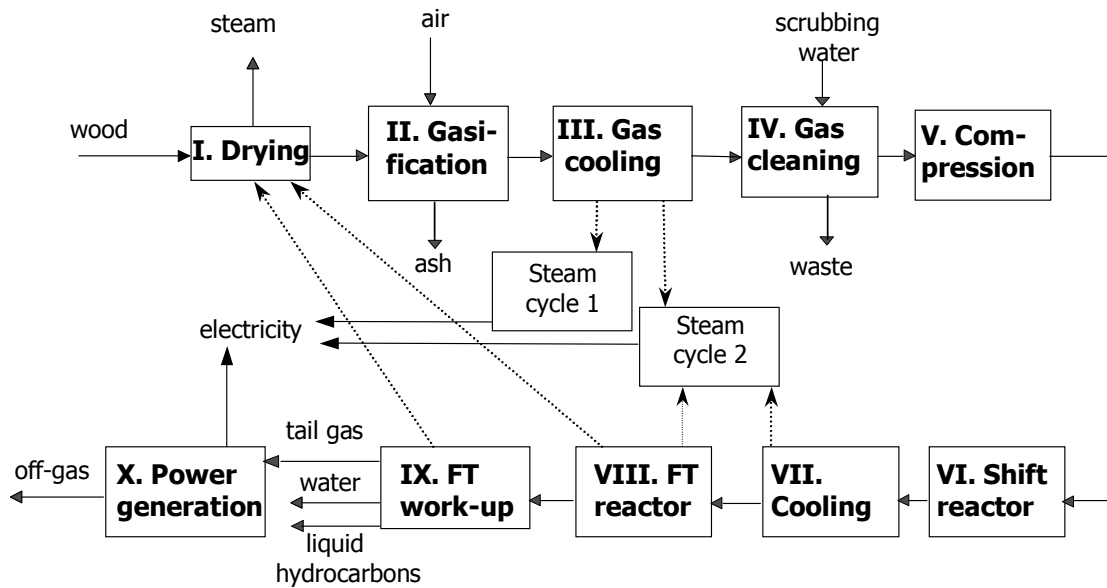 steam
air
scrubbing
water
wood
I. Drying
II. Gasi-
fication
III. Gas
cooling
IV. Gas
cleaning
V. Com-
pression
ash
waste
Steam
cycle 1
Steam
cycle 2
electricity
off-gas
X. Power
generation
tail gas
water
liquid
hydrocarbons
IX. FT
work-up
VIII. FT
reactor
VII.
Cooling
VI. Shift
reactor